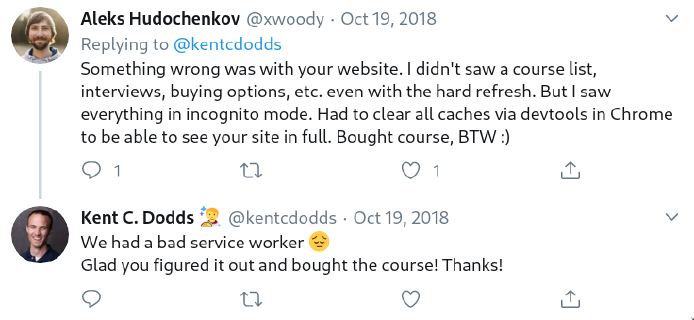 Aleks Hudochenkov @xwoody · Oct 19, 2018
Replying to @kentcdodds
Something wrong was with your website. I didn't saw a course list,
interviews, buying options, etc. even with the hard refresh. But I saw
everything in incognito mode. Had to clear all caches via devtools in Chrome
to be able to see your site in full. Bought course, BTW :)
1 1
Kent C. Dodds @kentcdodds · Oct 19, 2018
We had a bad service worker 😔
Glad you figured it out and bought the course! Thanks!